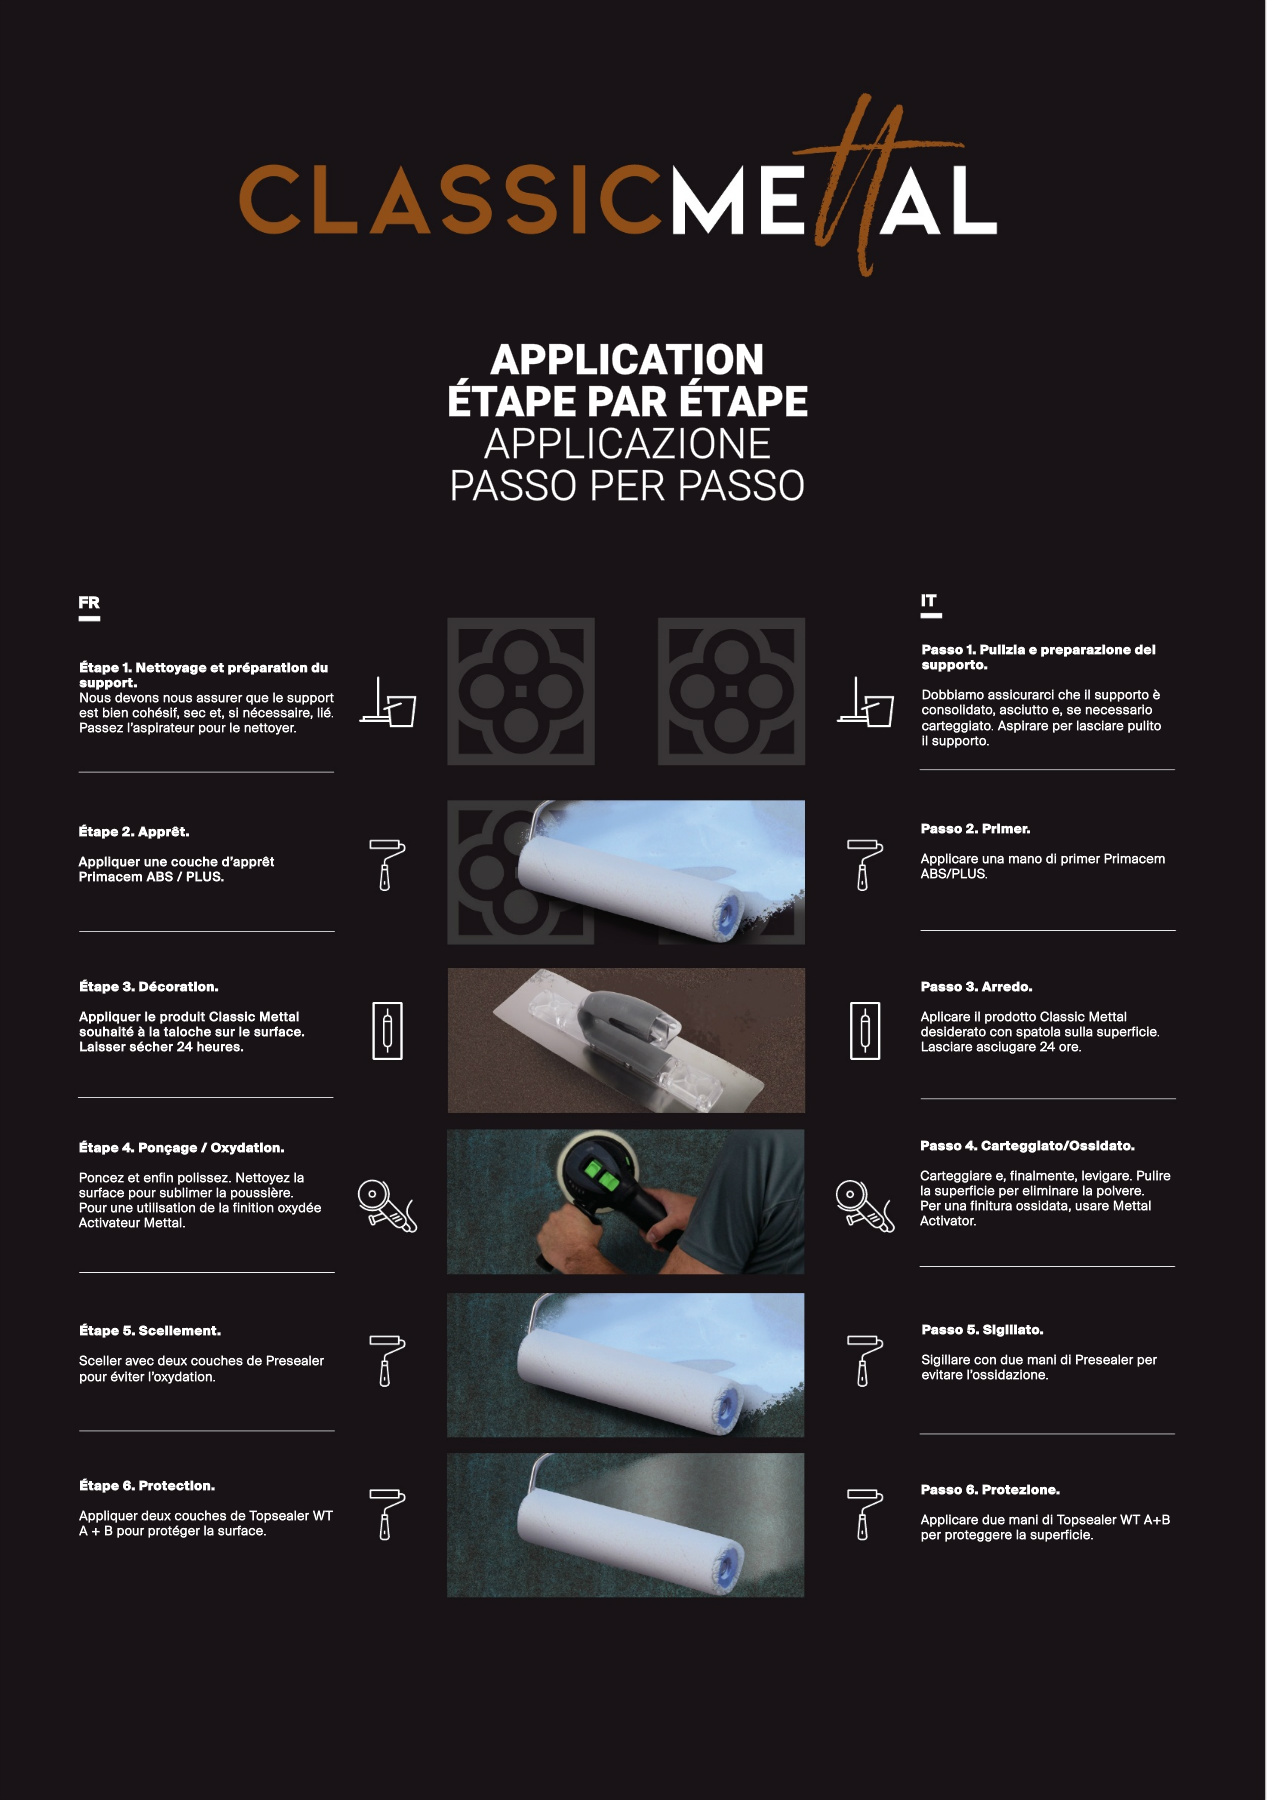 CLASSICMETTAL
APPLICATION
ÉTAPE PAR ÉTAPE
APPLICAZIONE
PASSO PER PASSO
FR
Étape 1. Nettoyage et préparation du
support.
Nous devons nous assurer que le support
est bien cohésif, sec et, si nécessaire, lié.
Passez l'aspirateur pour le nettoyer.
Étape 2. Apprêt.
Appliquer une couche d'apprêt
Primacem ABS / PLUS.
Étape 3. Décoration.
Appliquer le produit Classic Mettal
souhaité à la taloche sur le surface.
Laisser sécher 24 heures.
Étape 4. Ponçage / Oxydation.
Poncez et enfin polissez. Nettoyez la
surface pour sublimer la poussière.
Pour une utilisation de la finition oxydée
Activateur Mettal.
Étape 5. Scellement.
Sceller avec deux couches de Presealer
pour éviter l'oxydation.
Étape 6. Protection.
Appliquer deux couches de Topsealer WT
A + B pour protéger la surface.
IT
Passo 1. Pulizia e preparazione del
supporto.
Dobbiamo assicurarci che il supporto è
consolidato, asciutto e, se necessario
carteggiato. Aspirare per lasciare pulito
il supporto.
Passo 2. Primer.
Applicare una mano di primer Primacem
ABS/PLUS.
Passo 3. Arredo.
Aplicare il prodotto Classic Mettal
desiderato con spatola sulla superficie.
Lasciare asciugare 24 ore.
Passo 4. Carteggiato/Ossidato.
Carteggiare e, finalmente, levigare. Pulire
la superficie per eliminare la polvere.
Per una finitura ossidata, usare Mettal
Activator.
Passo 5. Sigillato.
Sigillare con due mani di Presealer per
evitare l'ossidazione.
Passo 6. Protezione.
Applicare due mani di Topsealer WT A+B
per proteggere la superficie.